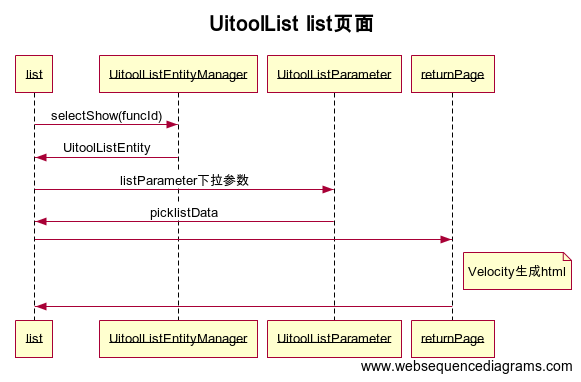 UitoolList list页面
list
UitoolListEntityManager
UitoolListParameter
returnPage
selectShow(funcId)
UitoolListEntity
listParameter下拉参数
picklistData
Velocity生成html
list
UitoolListEntityManager
UitoolListParameter
returnPage
www.websequencediagrams.com